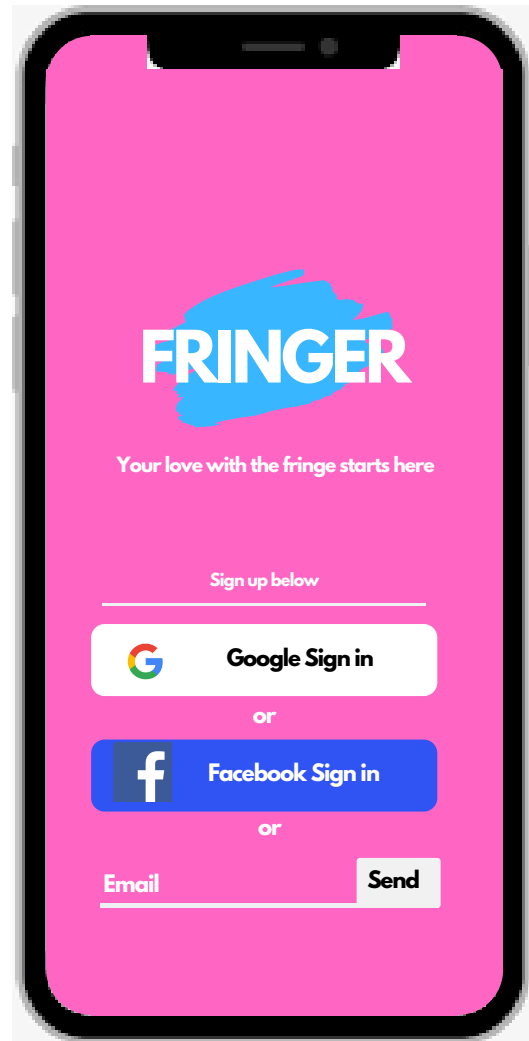 FRINGER
Your love with the fringe starts here
Sign up below
Google Sign in
or
Facebook Sign in
or
Email
Send